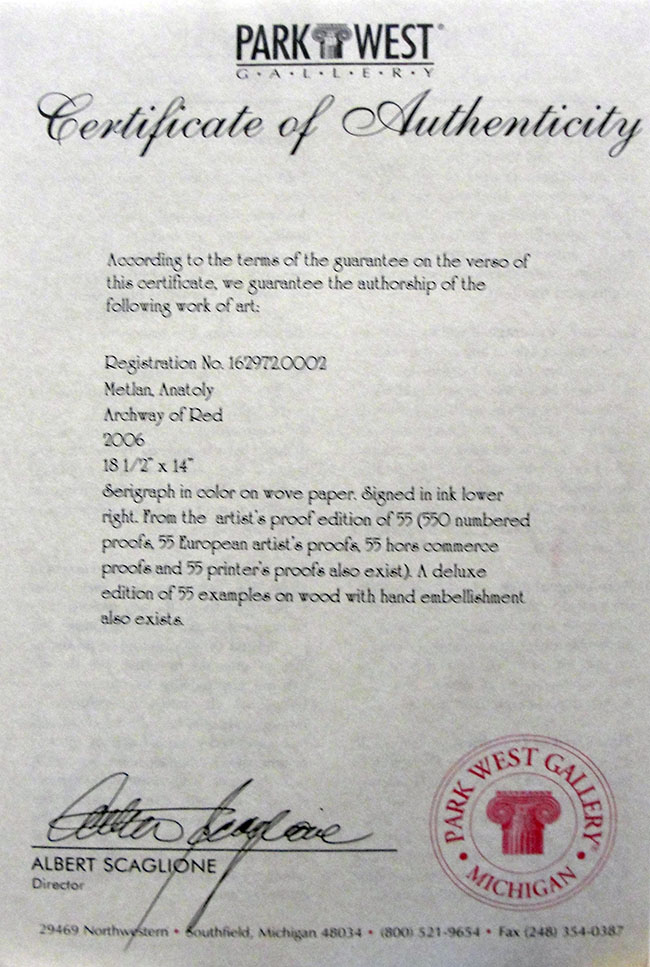 PARK WEST®
G·A·L·L·E·R·Y
Certificate of Authenticity
According to the terms of the guarantee on the verso of
this certificate, we guarantee the authorship of the
following work of art:
Registration No. 162972.0002
Metlan, Anatoly
Archway of Red
2006
18 1/2" x 14"
Serigraph in color on wove paper. Signed in ink lower
right. From the artist's proof edition of 55 (550 numbered
proofs, 55 European artist's proofs, 55 hors commerce
proofs and 55 printer's proofs also exist). A deluxe
edition of 55 examples on wood with hand embellishment
also exists.
Albert Scaglione
ALBERT SCAGLIONE
Director
PARK WEST GALLERY®
• MICHIGAN •
29469 Northwestern • Southfield, Michigan 48034 • (800) 521-9654 • Fax (248) 354-0387